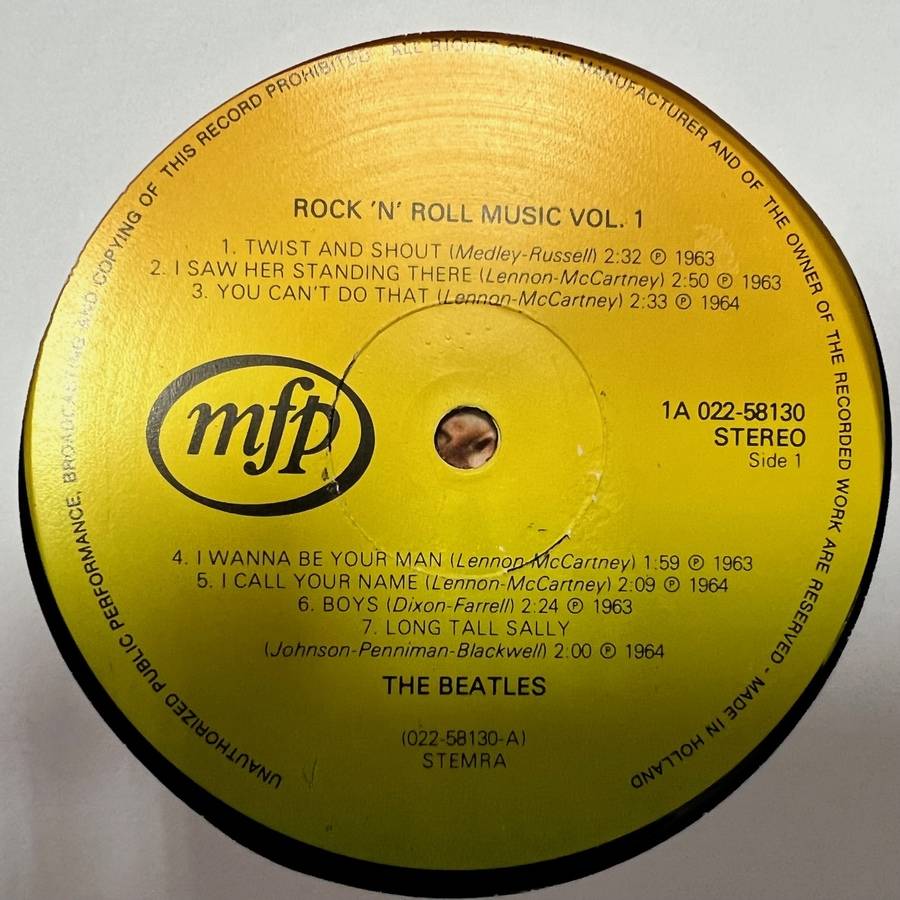 UNAUTHORIZED PUBLIC PERFORMANCE, BROADCASTING AND COPYING OF THIS RECORD PROHIBITED - ALL RIGHTS OF THE MANUFACTURER AND OF THE OWNER OF THE RECORDED WORK ARE RESERVED - MADE IN HOLLAND
ROCK 'N' ROLL MUSIC VOL. 1
1. TWIST AND SHOUT (Medley-Russell) 2:32 ℗ 1963
2. I SAW HER STANDING THERE (Lennon-McCartney) 2:50 ℗ 1963
3. YOU CAN'T DO THAT (Lennon-McCartney) 2:33 ℗ 1964
mfp
1A 022-58130
STEREO
Side 1
4. I WANNA BE YOUR MAN (Lennon-McCartney) 1:59 ℗ 1963
5. I CALL YOUR NAME (Lennon-McCartney) 2:09 ℗ 1964
6. BOYS (Dixon-Farrell) 2:24 ℗ 1963
7. LONG TALL SALLY
(Johnson-Penniman-Blackwell) 2:00 ℗ 1964
THE BEATLES
(022-58130-A)
STEMRA